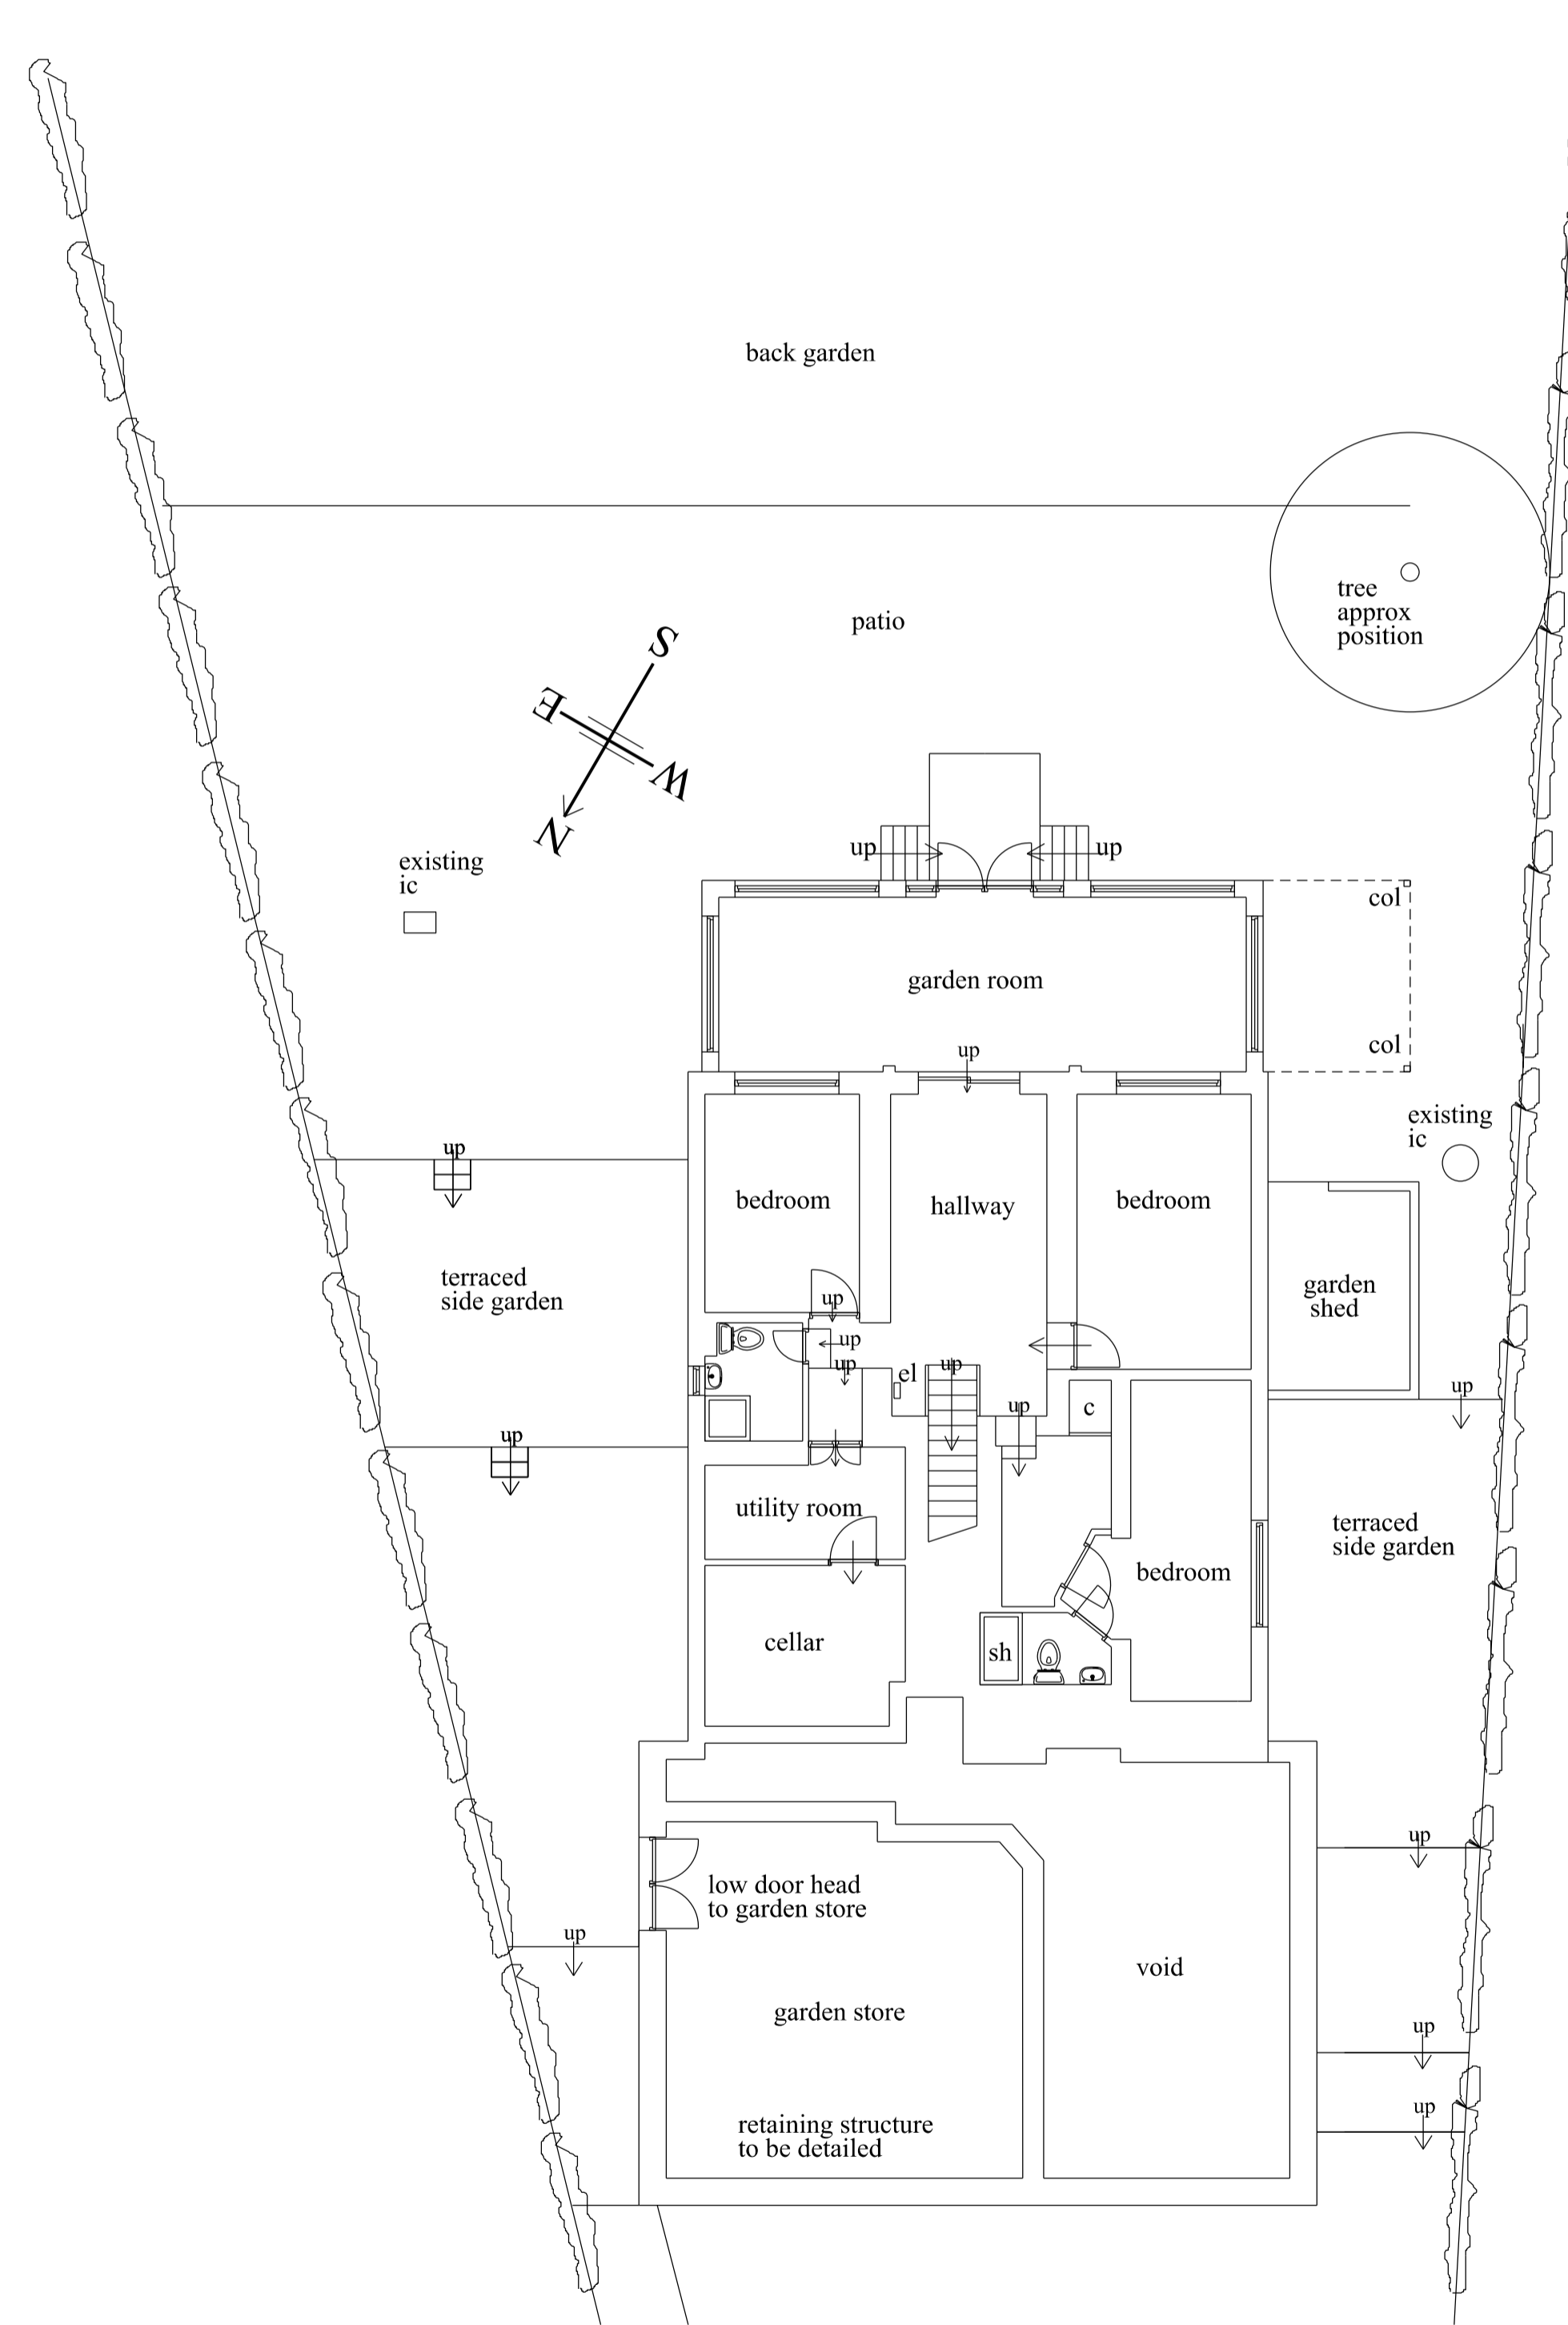 back garden
tree
approx
position
patio
S
E
W
N
up
up
existing
ic
col
garden room
col
up
existing
ic
up
bedroom
hallway
bedroom
terraced
side garden
garden
shed
up
up
up
el
up
up
up
c
up
utility room
terraced
side garden
bedroom
cellar
sh
up
low door head
to garden store
up
void
garden store
up
up
retaining structure
to be detailed